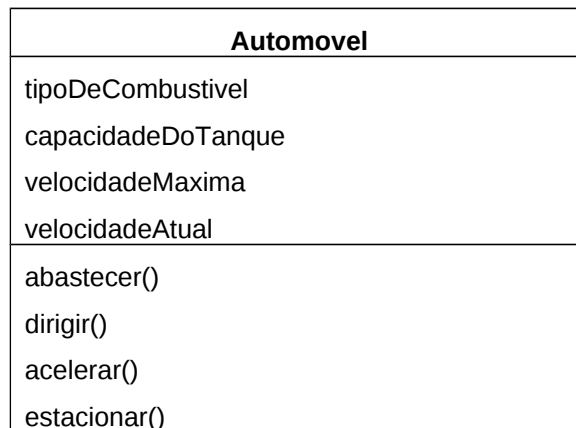 Automovel
tipoDeCombustivel
capacidadeDoTanque
velocidadeMaxima
velocidadeAtual
abastecer()
dirigir()
acelerar()
estacionar()